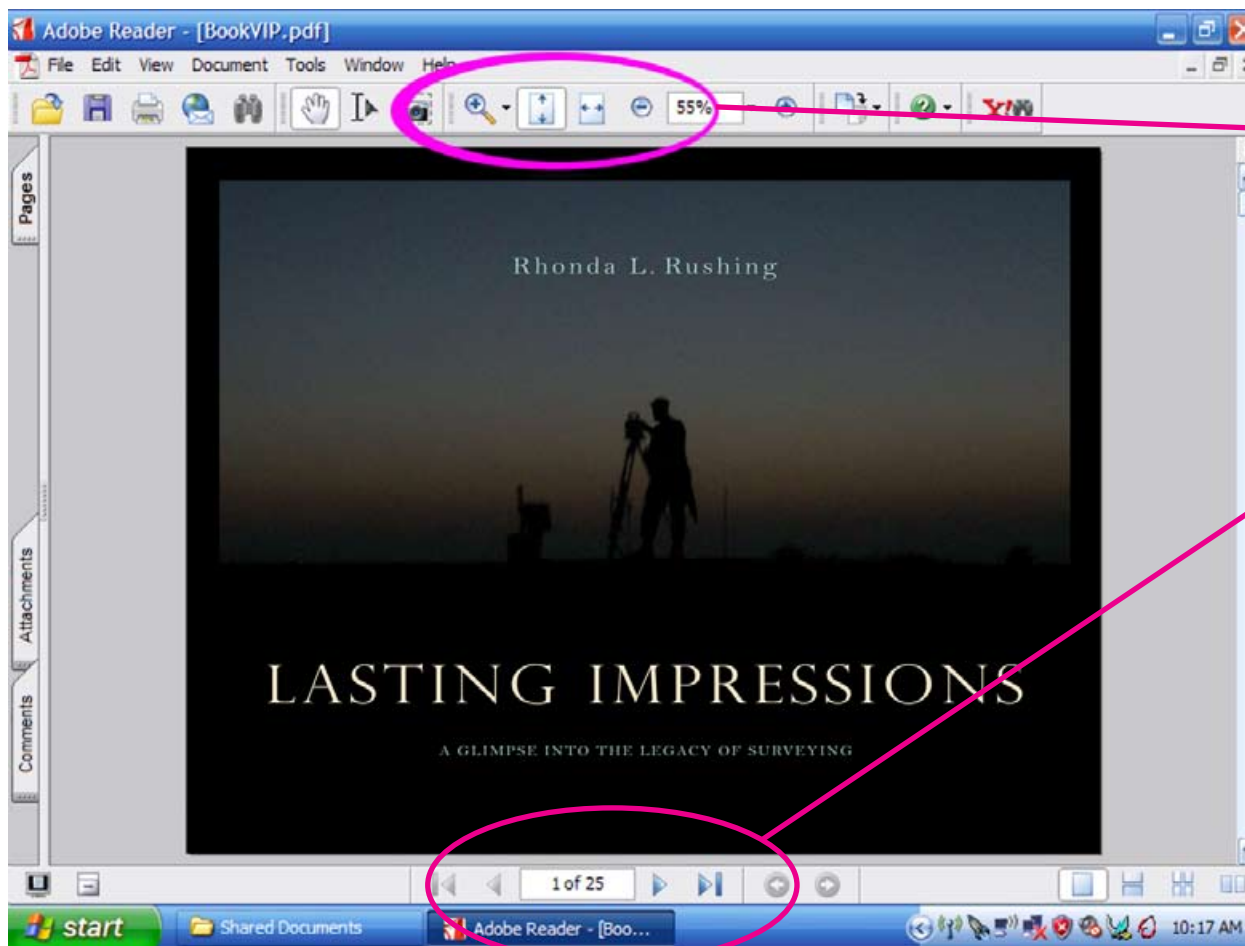 Adobe Reader - [BookVIP.pdf]
File Edit View Document Tools Window Help
55%
Y!
Pages
Attachments
Comments
Rhonda L. Rushing
LASTING IMPRESSIONS
A GLIMPSE INTO THE LEGACY OF SURVEYING
1 of 25
start Shared Documents Adobe Reader - [Boo... 10:17 AM